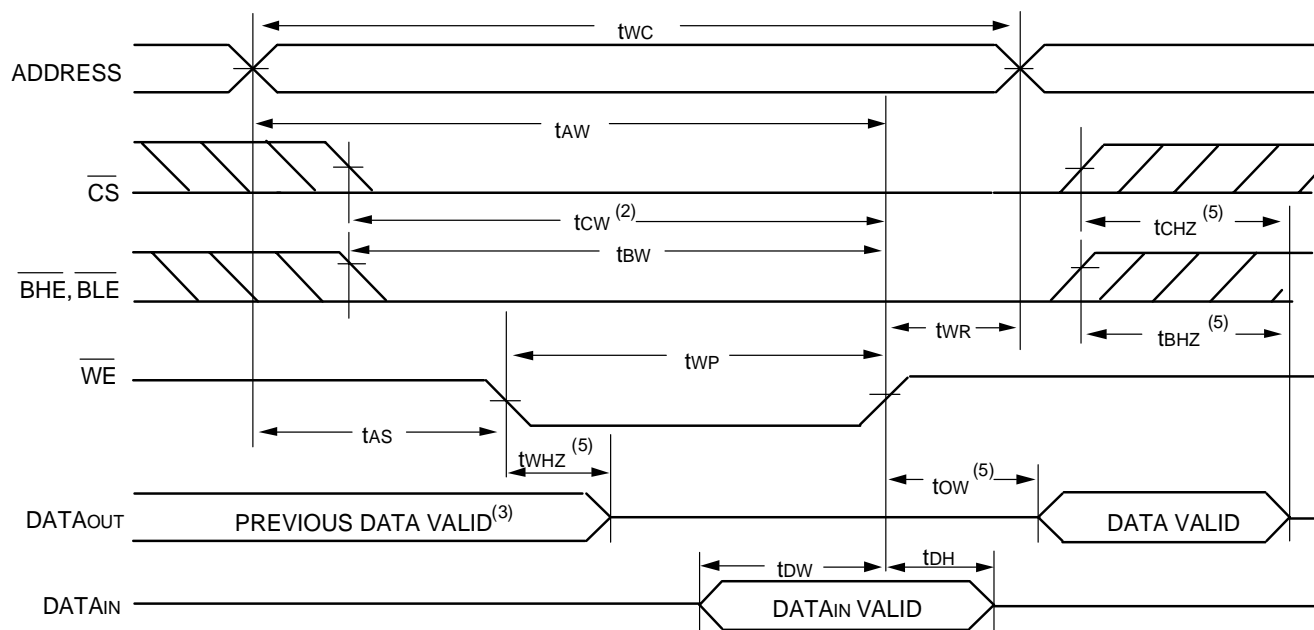 tWC
ADDRESS
tAW
CS
tCW (2)
tCHZ (5)
tBW
BHE, BLE
tWR
tBHZ (5)
tWP
WE
tAS
tWHZ (5)
tOW (5)
DATAOUT
PREVIOUS DATA VALID(3)
DATA VALID
tDW
tDH
DATAIN
DATAIN VALID